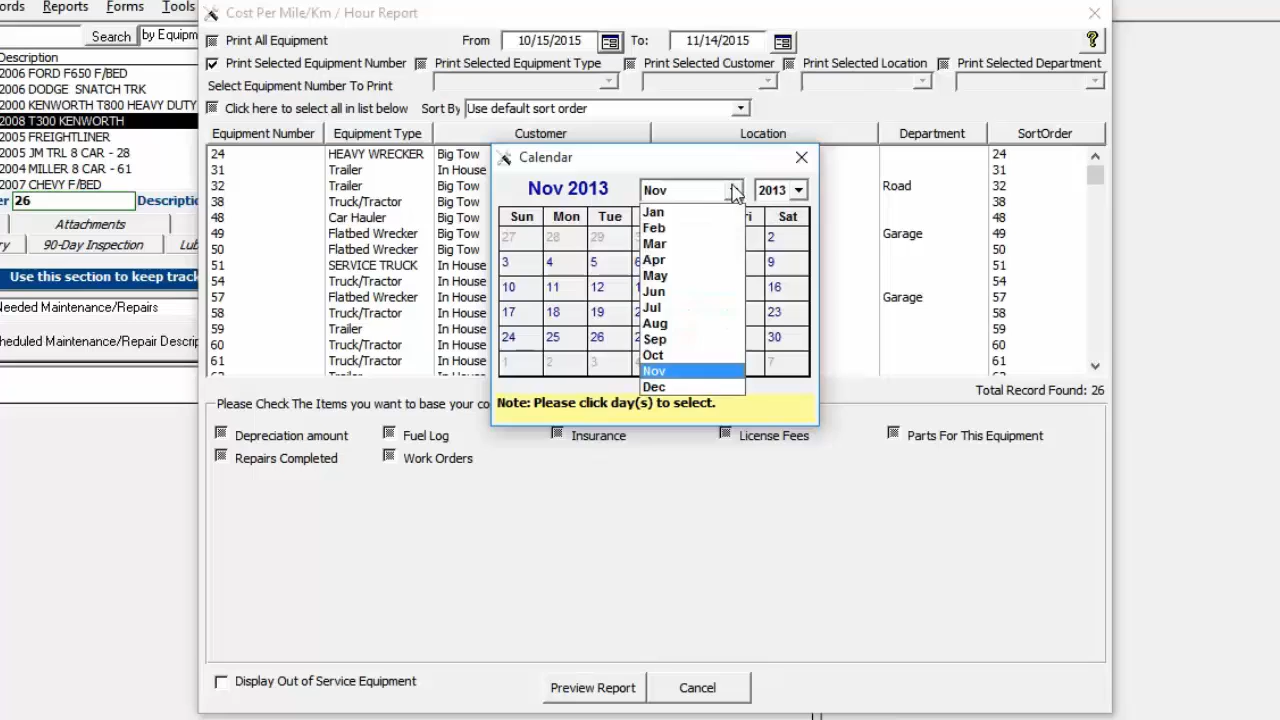 ords Reports Forms Tools
Search by Equipm
Description
2006 FORD F650 F/BED
2006 DODGE SNATCH TRK
2000 KENWORTH T800 HEAVY DUTY
2008 T300 KENWORTH
2005 FREIGHTLINER
2005 JM TRL 8 CAR - 28
2004 MILLER 8 CAR - 61
2007 CHEVY F/BED
er 26 Descriptio
Attachments
ry 90-Day Inspection Lub
Use this section to keep track
Needed Maintenance/Repairs
heduled Maintenance/Repair Descrip
Cost Per Mile/Km / Hour Report
Print All Equipment From 10/15/2015 To: 11/14/2015 ?
Print Selected Equipment Number Print Selected Equipment Type Print Selected Customer Print Selected Location Print Selected Department
Select Equipment Number To Print
Click here to select all in list below Sort By Use default sort order
Equipment Number Equipment Type Customer Location Department SortOrder
24 HEAVY WRECKER Big Tow 24
31 Trailer In House 31
32 Trailer Big Tow Road 32
38 Truck/Tractor Big Tow 38
48 Car Hauler Big Tow 48
49 Flatbed Wrecker Big Tow Garage 49
50 Flatbed Wrecker Big Tow 50
51 SERVICE TRUCK In House 51
54 Truck/Tractor In House 54
57 Flatbed Wrecker Big Tow Garage 57
58 Truck/Tractor Big Tow 58
59 Trailer In House 59
60 Truck/Tractor In House 60
61 Truck/Tractor In House 61
Total Record Found: 26
Calendar
Nov 2013 Nov 2013
Sun Mon Tue ri Sat
27 28 29 2
3 4 5 9
10 11 12 16
17 18 19 23
24 25 26 30
1 2 3 7
Jan
Feb
Mar
Apr
May
Jun
Jul
Aug
Sep
Oct
Nov
Dec
Note: Please click day(s) to select.
Please Check The Items you want to base your co
Depreciation amount Fuel Log Insurance License Fees Parts For This Equipment
Repairs Completed Work Orders
Display Out of Service Equipment Preview Report Cancel